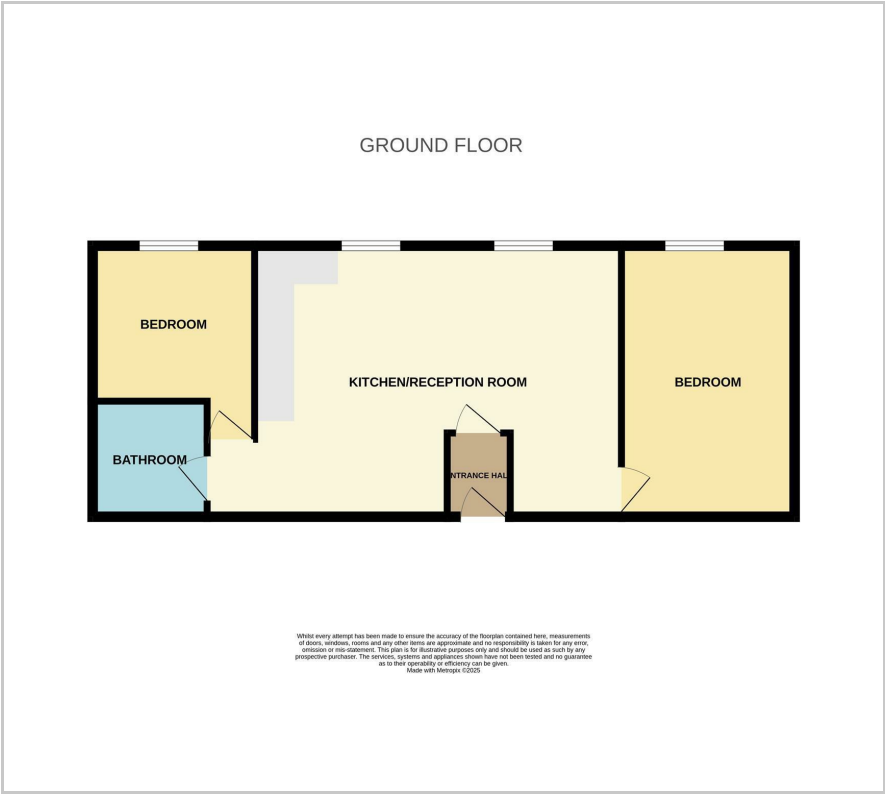 GROUND FLOOR
BEDROOM
KITCHEN/RECEPTION ROOM
BEDROOM
BATHROOM
NTRANCE HAL
Whilst every attempt has been made to ensure the accuracy of the floorplan contained here, measurements
of doors, windows, rooms and any other items are approximate and no responsibility is taken for any error,
omission or mis-statement. This plan is for illustrative purposes only and should be used as such by any
prospective purchaser. The services, systems and appliances shown have not been tested and no guarantee
as to their operability or efficiency can be given.
Made with Metropix ©2025